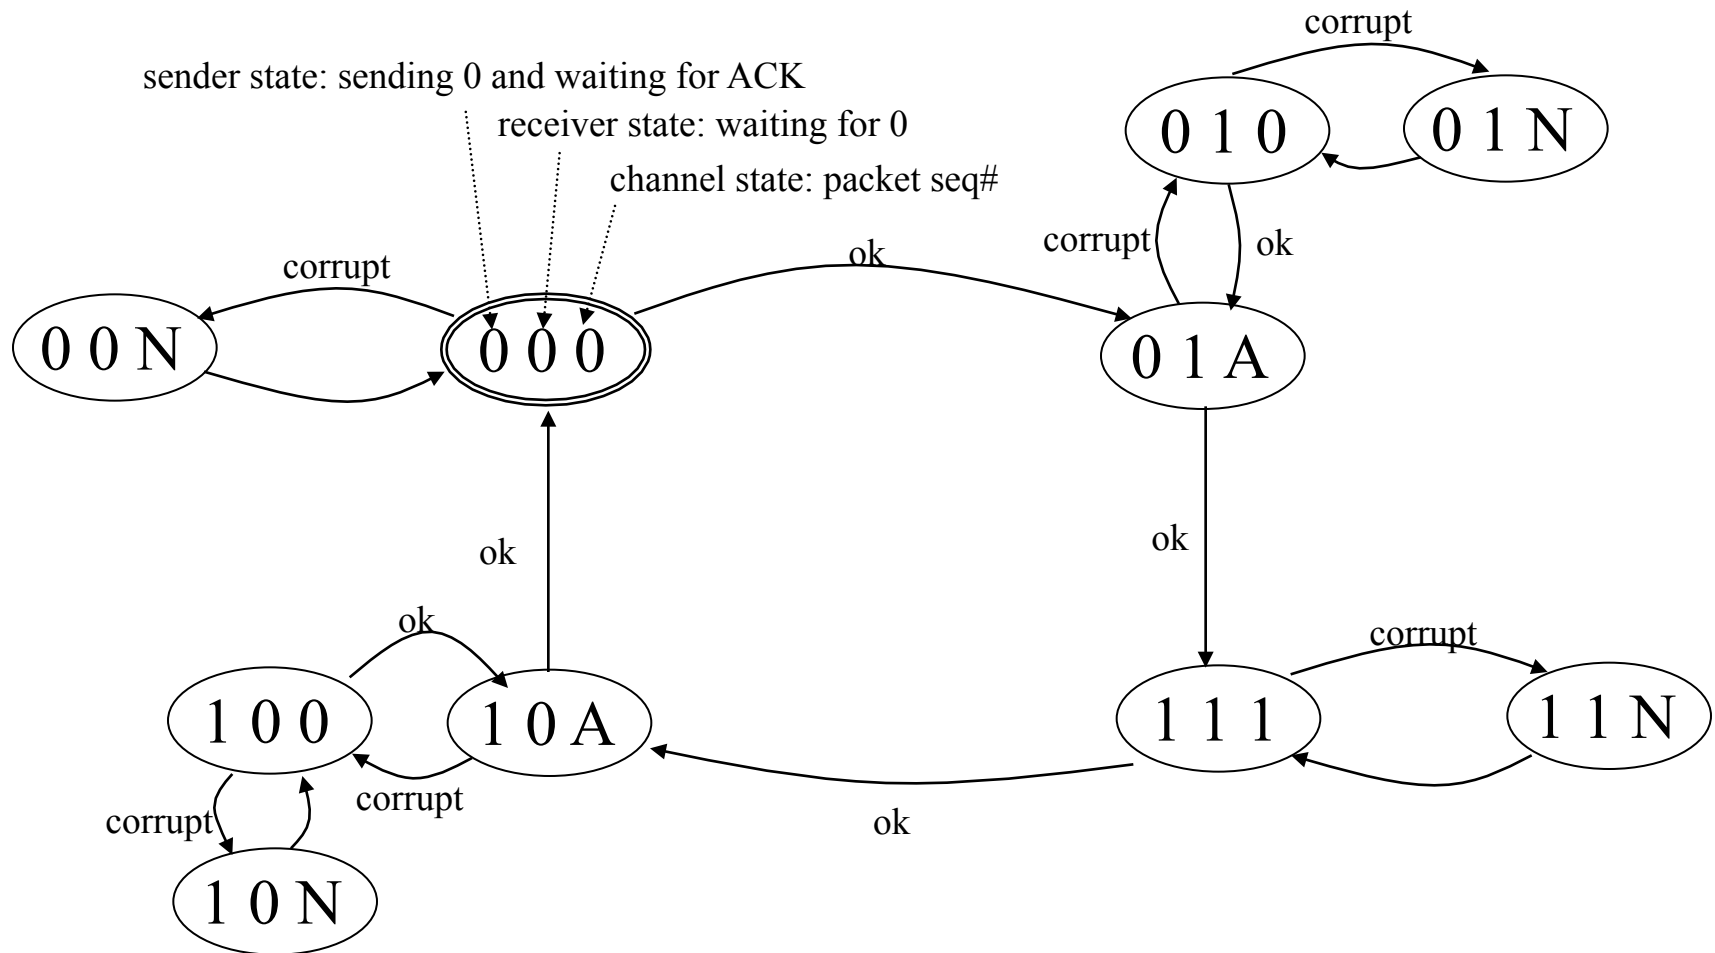 corrupt
sender state: sending 0 and waiting for ACK
receiver state: waiting for 0
channel state: packet seq#
0 1 0
0 1 N
corrupt
ok
corrupt
ok
0 0 N
0 0 0
0 1 A
ok
ok
ok
corrupt
1 0 0
1 0 A
1 1 1
1 1 N
corrupt
corrupt
ok
1 0 N